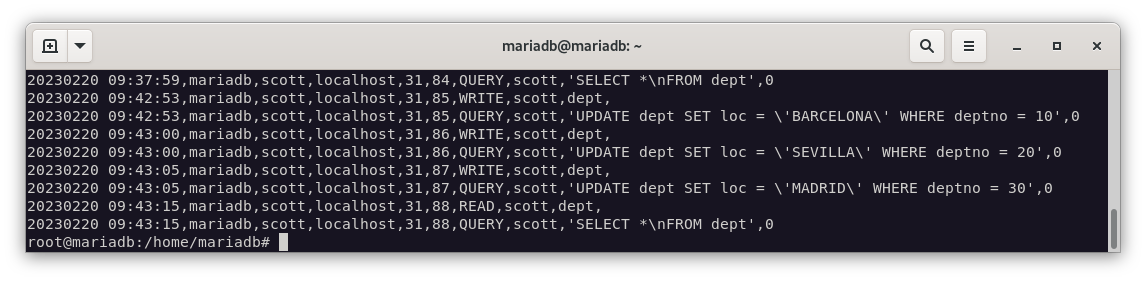 mariadb@mariadb: ~
20230220 09:37:59,mariadb,scott,localhost,31,84,QUERY,scott,'SELECT *\nFROM dept',0
20230220 09:42:53,mariadb,scott,localhost,31,85,WRITE,scott,dept,
20230220 09:42:53,mariadb,scott,localhost,31,85,QUERY,scott,'UPDATE dept SET loc = \'BARCELONA\' WHERE deptno = 10',0
20230220 09:43:00,mariadb,scott,localhost,31,86,WRITE,scott,dept,
20230220 09:43:00,mariadb,scott,localhost,31,86,QUERY,scott,'UPDATE dept SET loc = \'SEVILLA\' WHERE deptno = 20',0
20230220 09:43:05,mariadb,scott,localhost,31,87,WRITE,scott,dept,
20230220 09:43:05,mariadb,scott,localhost,31,87,QUERY,scott,'UPDATE dept SET loc = \'MADRID\' WHERE deptno = 30',0
20230220 09:43:15,mariadb,scott,localhost,31,88,READ,scott,dept,
20230220 09:43:15,mariadb,scott,localhost,31,88,QUERY,scott,'SELECT *\nFROM dept',0
root@mariadb:/home/mariadb#